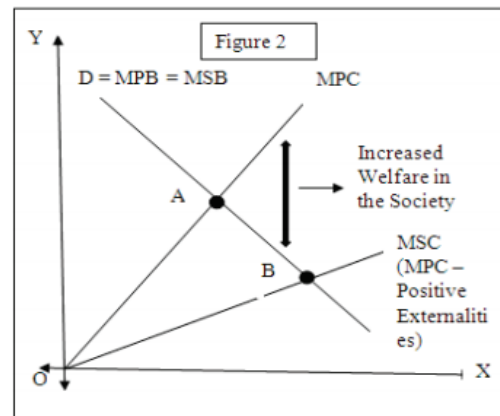 Y
Figure 2
D = MPB = MSB
MPC
Increased
Welfare in
the Society
A
MSC
(MPC –
Positive
Externaliti
es)
B
O
X